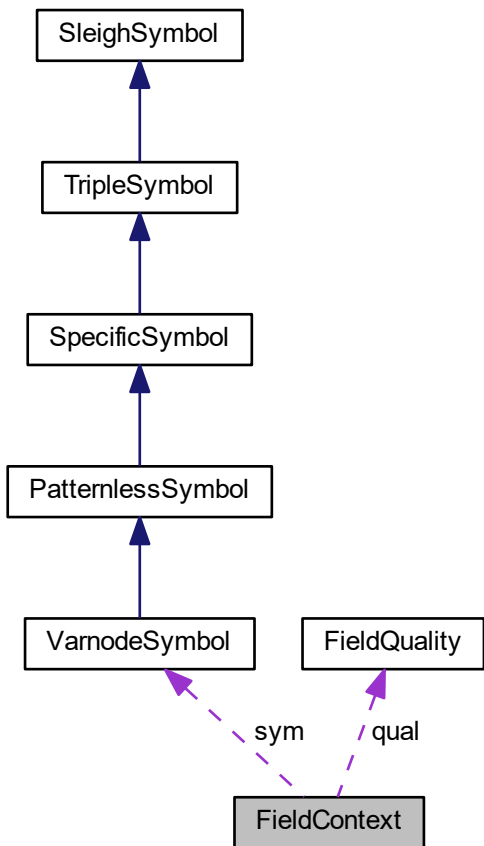 SleighSymbol
TripleSymbol
SpecificSymbol
PatternlessSymbol
VarnodeSymbol
FieldQuality
sym
qual
FieldContext